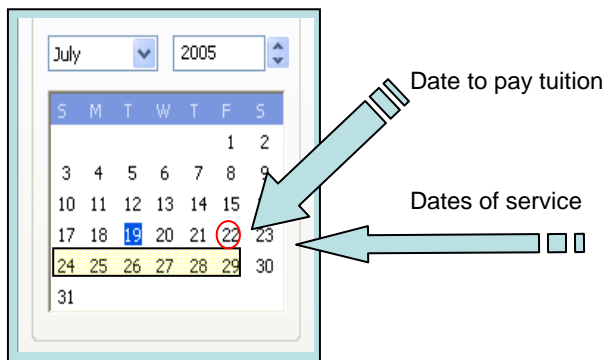 July 2005
S M T W T F S
1 2
3 4 5 6 7 8 9
10 11 12 13 14 15
17 18 19 20 21 22 23
24 25 26 27 28 29 30
31
Date to pay tuition
Dates of service